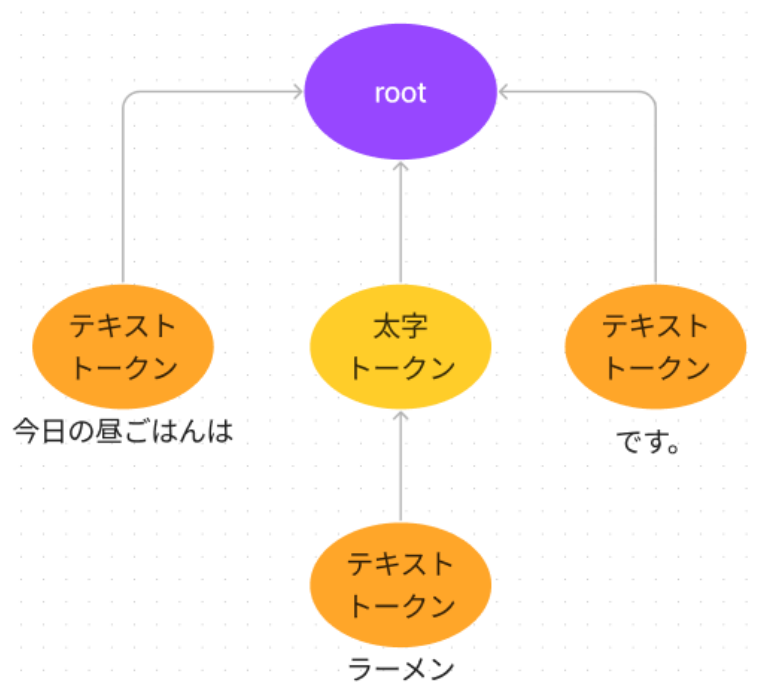 root
テキスト
トークン
太字
トークン
テキスト
トークン
今日の昼ごはんは
です。
テキスト
トークン
ラーメン